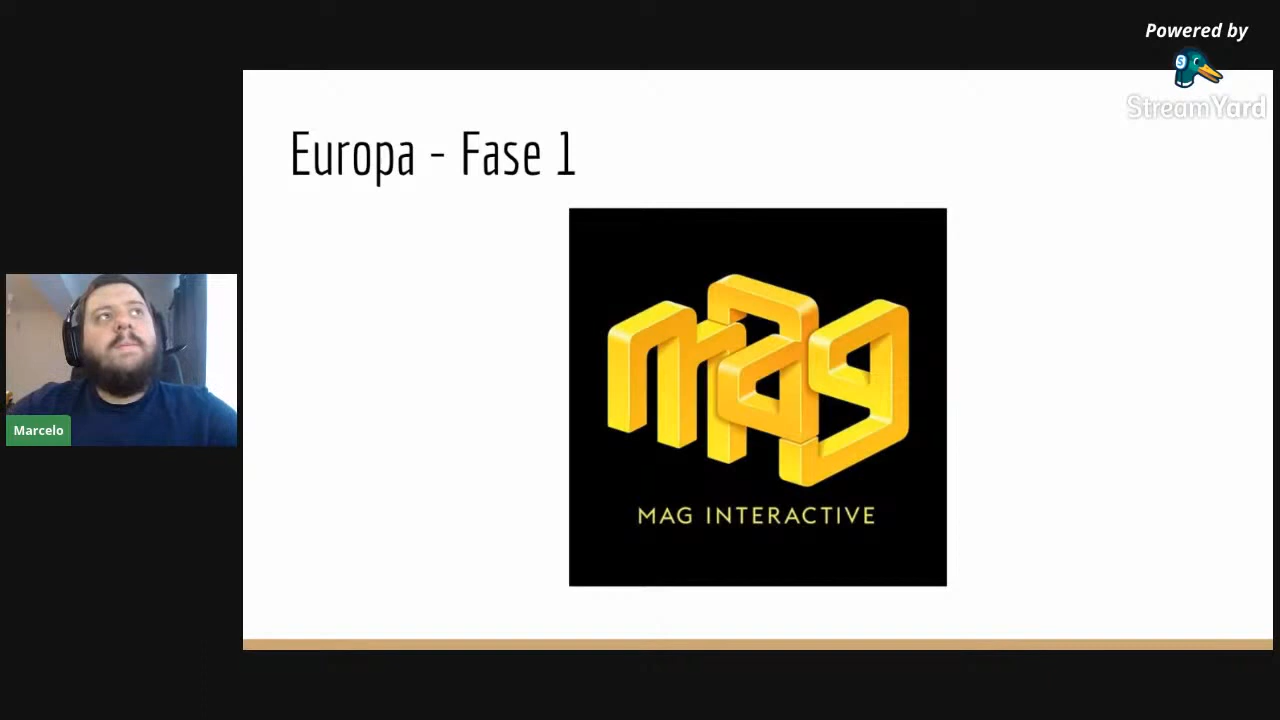 Powered by
StreamYard
Europa - Fase 1
mag
MAG INTERACTIVE
Marcelo